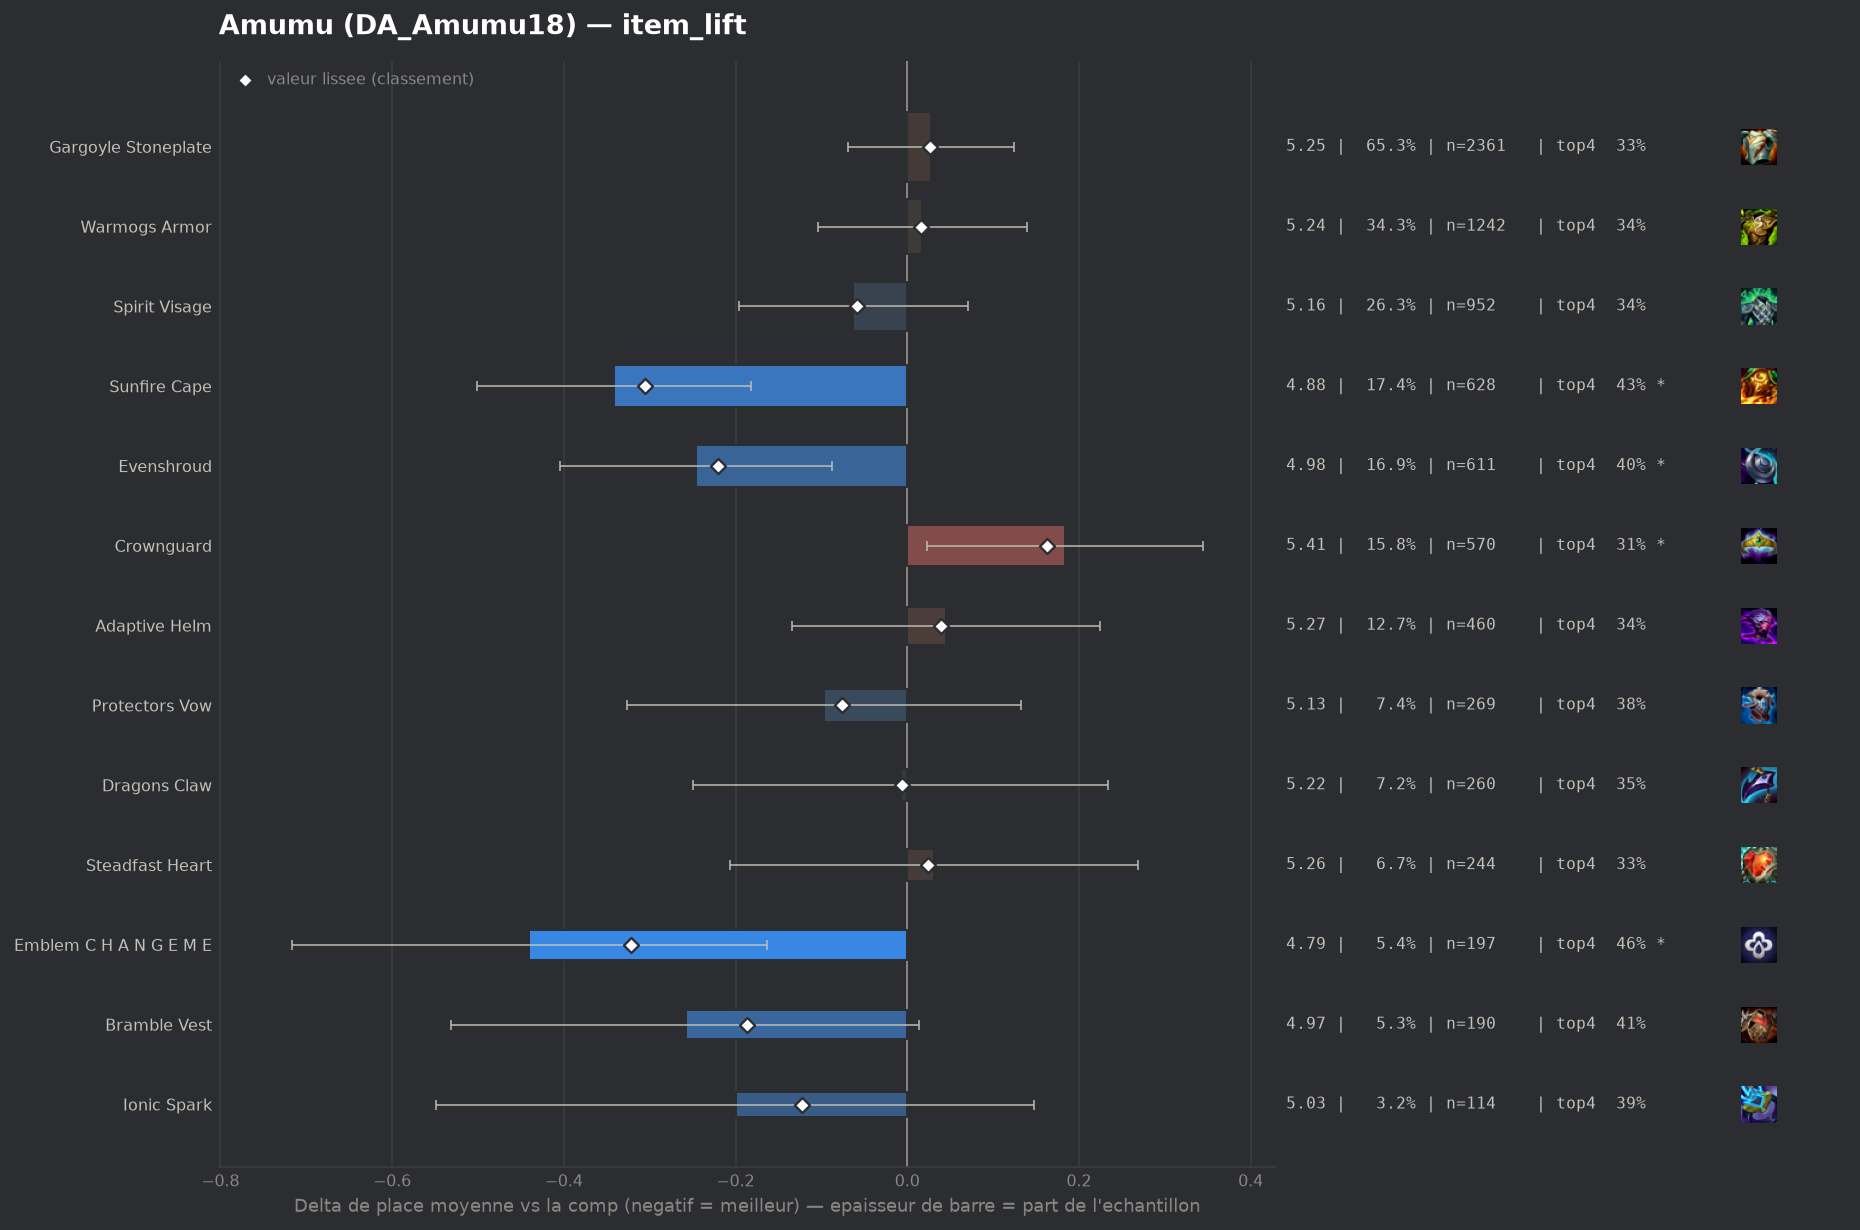 Amumu (DA_Amumu18) — item_lift
valeur lissee (classement)
Gargoyle Stoneplate 5.25 | 65.3% | n=2361 | top4 33%
Warmogs Armor 5.24 | 34.3% | n=1242 | top4 34%
Spirit Visage 5.16 | 26.3% | n=952 | top4 34%
Sunfire Cape 4.88 | 17.4% | n=628 | top4 43% *
Evenshroud 4.98 | 16.9% | n=611 | top4 40% *
Crownguard 5.41 | 15.8% | n=570 | top4 31% *
Adaptive Helm 5.27 | 12.7% | n=460 | top4 34%
Protectors Vow 5.13 | 7.4% | n=269 | top4 38%
Dragons Claw 5.22 | 7.2% | n=260 | top4 35%
Steadfast Heart 5.26 | 6.7% | n=244 | top4 33%
Emblem C H A N G E M E 4.79 | 5.4% | n=197 | top4 46% *
Bramble Vest 4.97 | 5.3% | n=190 | top4 41%
Ionic Spark 5.03 | 3.2% | n=114 | top4 39%
−0.8 −0.6 −0.4 −0.2 0.0 0.2 0.4
Delta de place moyenne vs la comp (negatif = meilleur) — epaisseur de barre = part de l'echantillon